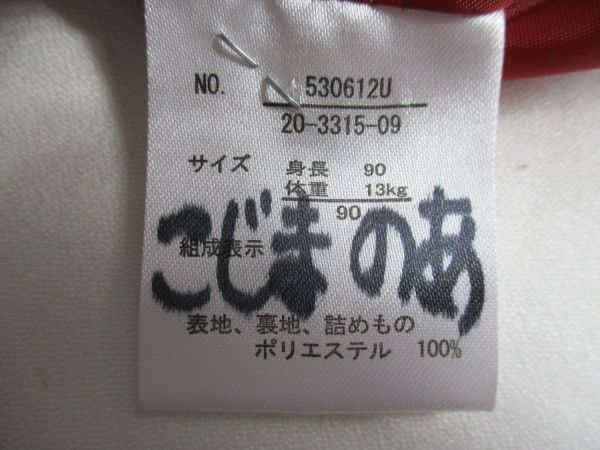 NO. 530612U
20-3315-09
サイズ 身長 90
体重 13kg
90
こじま のあ
組成表示
表地、裏地、詰めもの
ポリエステル 100%